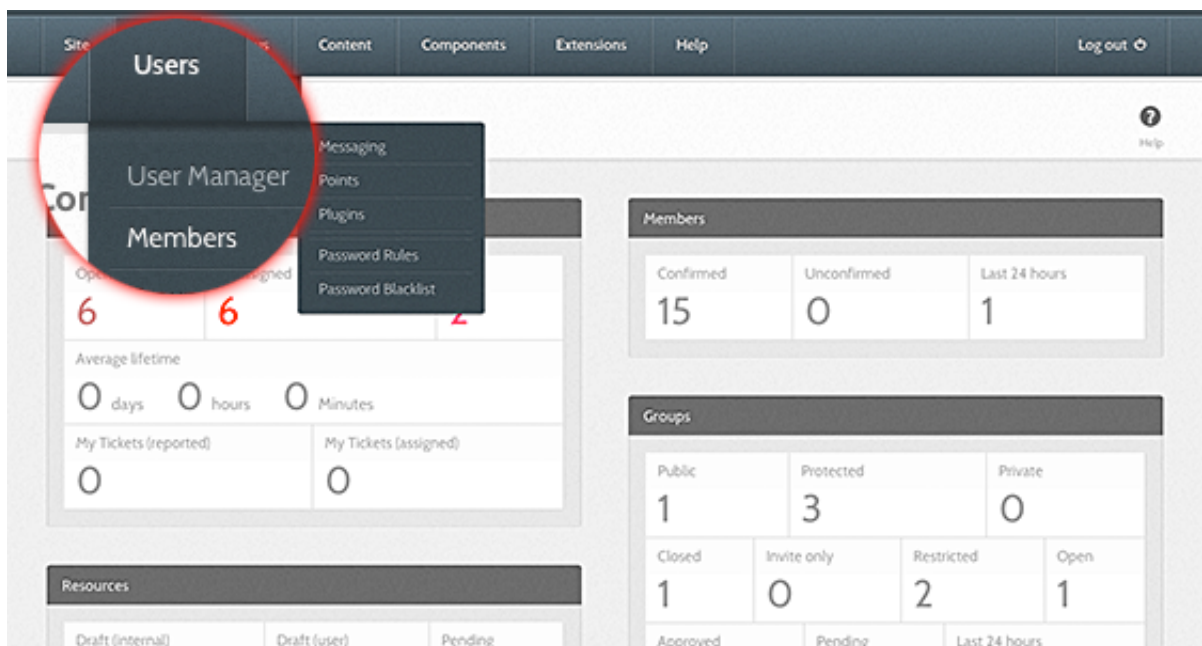 Site Users Content Components Extensions Help Log out
Help
User Manager
Members
Messaging
Points
Plugins
Password Rules
Password Blacklist
6 6 2
Average lifetime
0 days 0 hours 0 Minutes
My Tickets (reported) My Tickets (assigned)
0 0
Resources
Draft (internal) Draft (user) Pending
Members
Confirmed Unconfirmed Last 24 hours
15 0 1
Groups
Public Protected Private
1 3 0
Closed Invite only Restricted Open
1 0 2 1
Approved Pending Last 24 hours